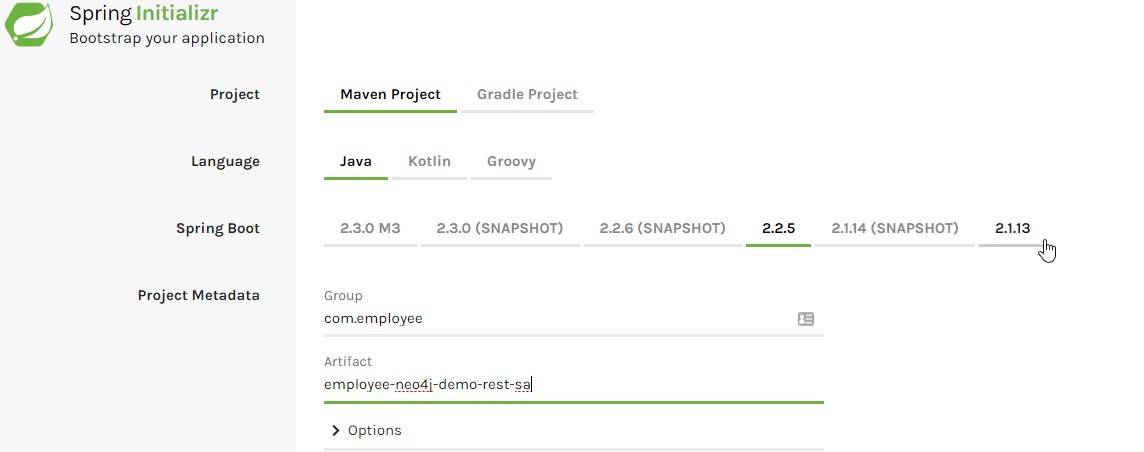 Spring Initializr
Bootstrap your application
Project
Maven Project Gradle Project
Language
Java Kotlin Groovy
Spring Boot
2.3.0 M3 2.3.0 (SNAPSHOT) 2.2.6 (SNAPSHOT) 2.2.5 2.1.14 (SNAPSHOT) 2.1.13
Project Metadata
Group
com.employee
Artifact
employee-neo4j-demo-rest-sa
Options